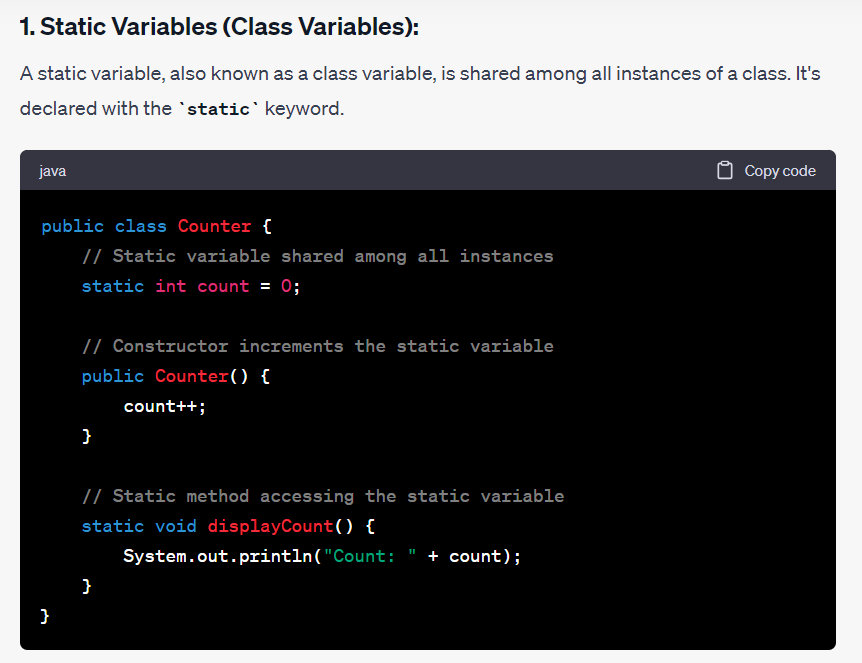 1. Static Variables (Class Variables):
A static variable, also known as a class variable, is shared among all instances of a class. It's
declared with the `static` keyword.
java
Copy code
public class Counter {
    // Static variable shared among all instances
    static int count = 0;
    // Constructor increments the static variable
    public Counter() {
        count++;
    }
    // Static method accessing the static variable
    static void displayCount() {
        System.out.println("Count: " + count);
    }
}